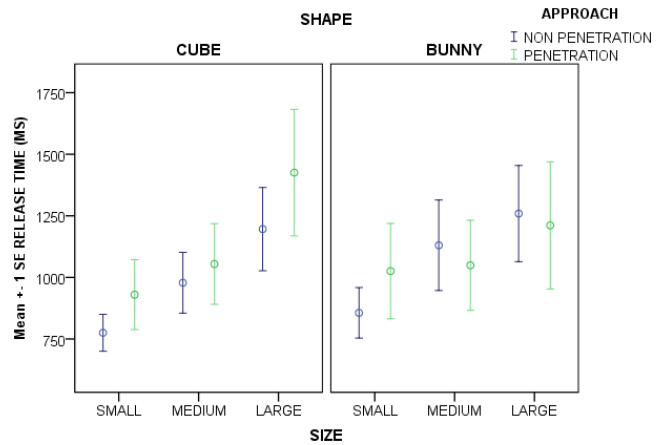 SHAPE
APPROACH
NON PENETRATION
PENETRATION
CUBE
BUNNY
Mean +- 1 SE RELEASE TIME (MS)
1750
1500
1250
1000
750
SMALL MEDIUM LARGE
SMALL MEDIUM LARGE
SIZE